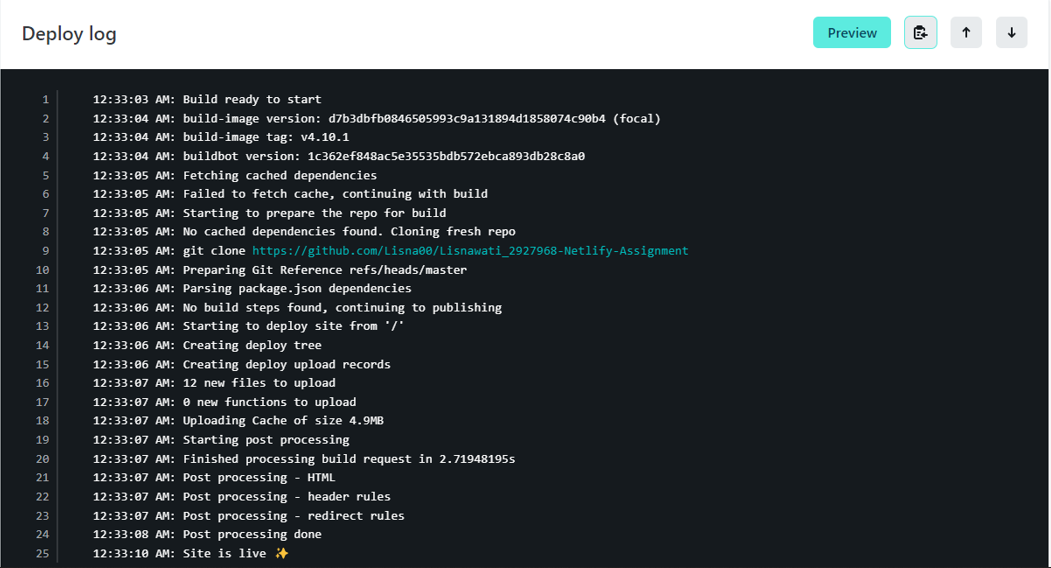 Deploy log
Preview
1 12:33:03 AM: Build ready to start
2 12:33:04 AM: build-image version: d7b3dbfb0846505993c9a131894d1858074c90b4 (focal)
3 12:33:04 AM: build-image tag: v4.10.1
4 12:33:04 AM: buildbot version: 1c362ef848ac5e35535bdb572ebca893db28c8a0
5 12:33:05 AM: Fetching cached dependencies
6 12:33:05 AM: Failed to fetch cache, continuing with build
7 12:33:05 AM: Starting to prepare the repo for build
8 12:33:05 AM: No cached dependencies found. Cloning fresh repo
9 12:33:05 AM: git clone https://github.com/Lisna00/Lisnawati_2927968-Netlify-Assignment
10 12:33:05 AM: Preparing Git Reference refs/heads/master
11 12:33:06 AM: Parsing package.json dependencies
12 12:33:06 AM: No build steps found, continuing to publishing
13 12:33:06 AM: Starting to deploy site from '/'
14 12:33:06 AM: Creating deploy tree
15 12:33:06 AM: Creating deploy upload records
16 12:33:07 AM: 12 new files to upload
17 12:33:07 AM: 0 new functions to upload
18 12:33:07 AM: Uploading Cache of size 4.9MB
19 12:33:07 AM: Starting post processing
20 12:33:07 AM: Finished processing build request in 2.71948195s
21 12:33:07 AM: Post processing - HTML
22 12:33:07 AM: Post processing - header rules
23 12:33:07 AM: Post processing - redirect rules
24 12:33:08 AM: Post processing done
25 12:33:10 AM: Site is live ✨